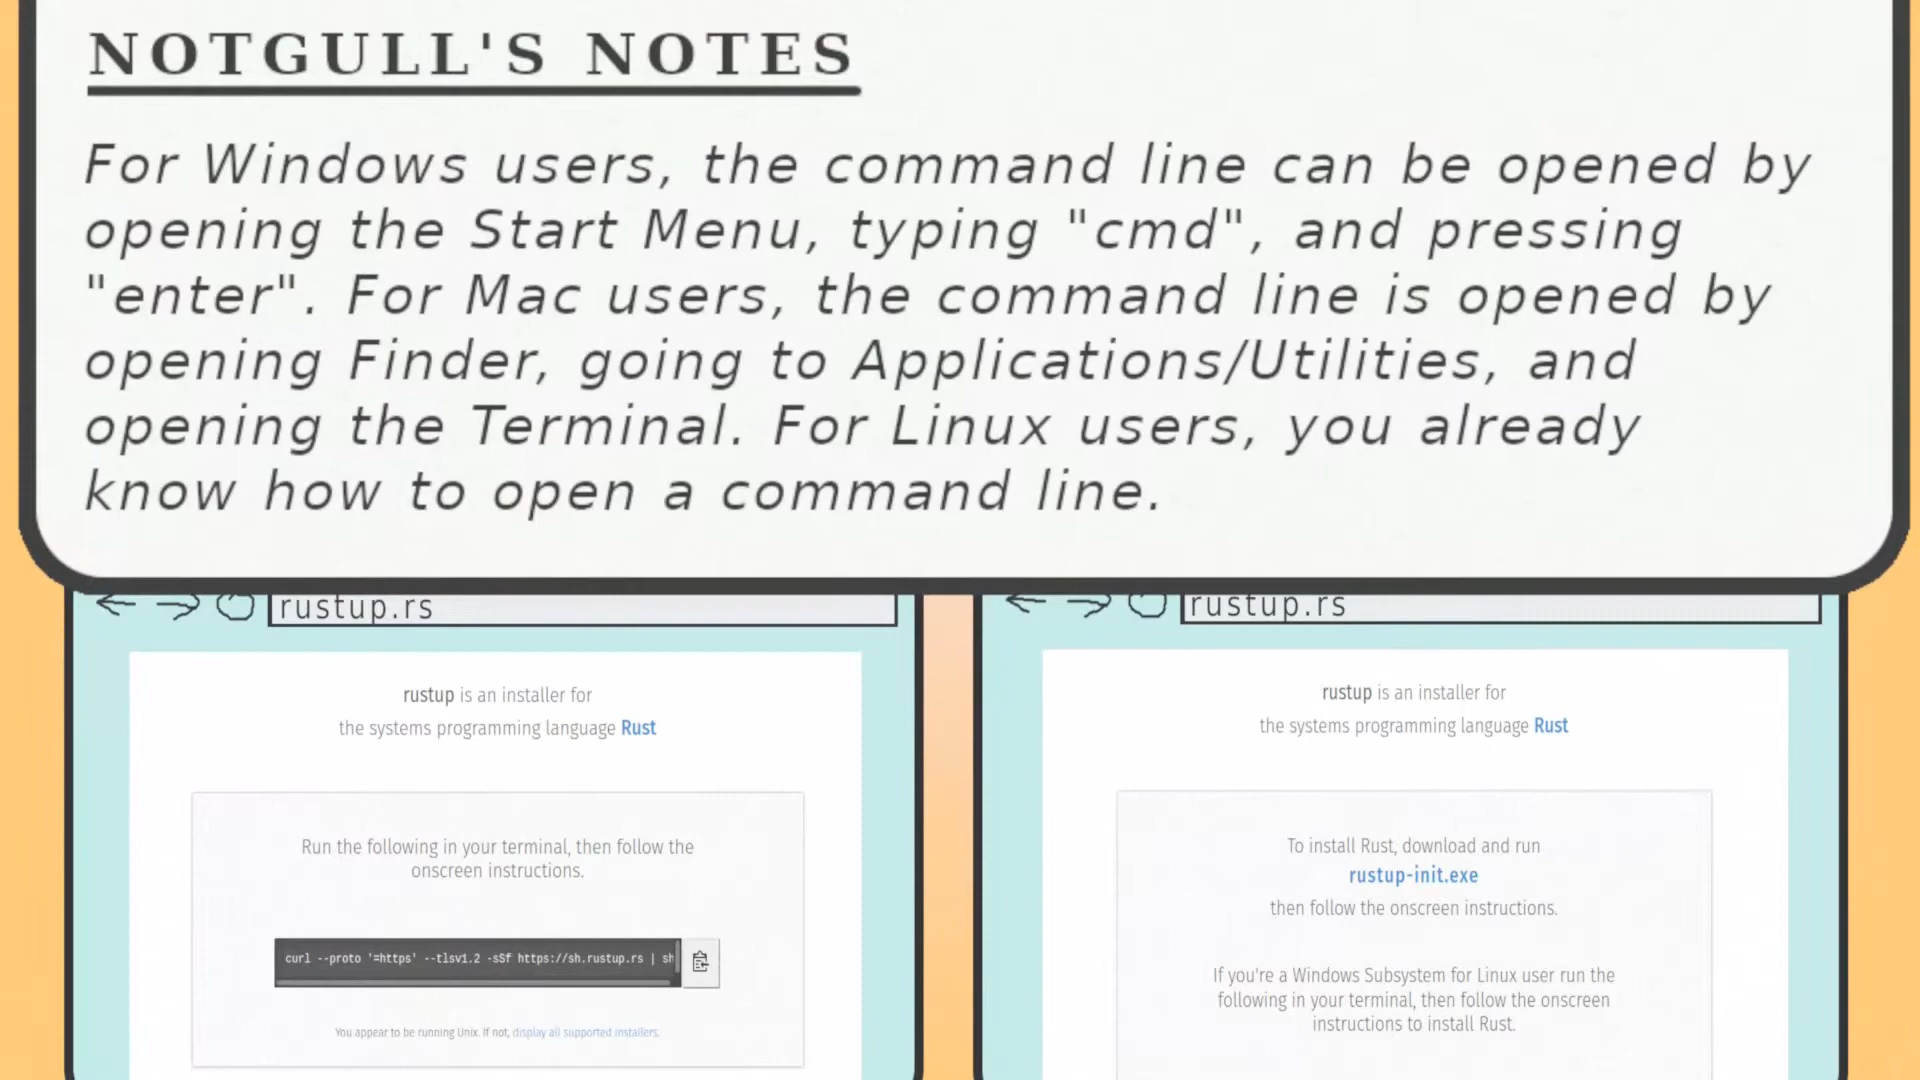 NOTGULL'S NOTES
For Windows users, the command line can be opened by
opening the Start Menu, typing "cmd", and pressing
"enter". For Mac users, the command line is opened by
opening Finder, going to Applications/Utilities, and
opening the Terminal. For Linux users, you already
know how to open a command line.
rustup.rs
rustup is an installer for
the systems programming language Rust
Run the following in your terminal, then follow the
onscreen instructions.
curl --proto '=https' --tlsv1.2 -sSf https://sh.rustup.rs | sh
You appear to be running Unix. If not, display all supported installers.
rustup.rs
rustup is an installer for
the systems programming language Rust
To install Rust, download and run
rustup-init.exe
then follow the onscreen instructions.
If you're a Windows Subsystem for Linux user run the
following in your terminal, then follow the onscreen
instructions to install Rust.